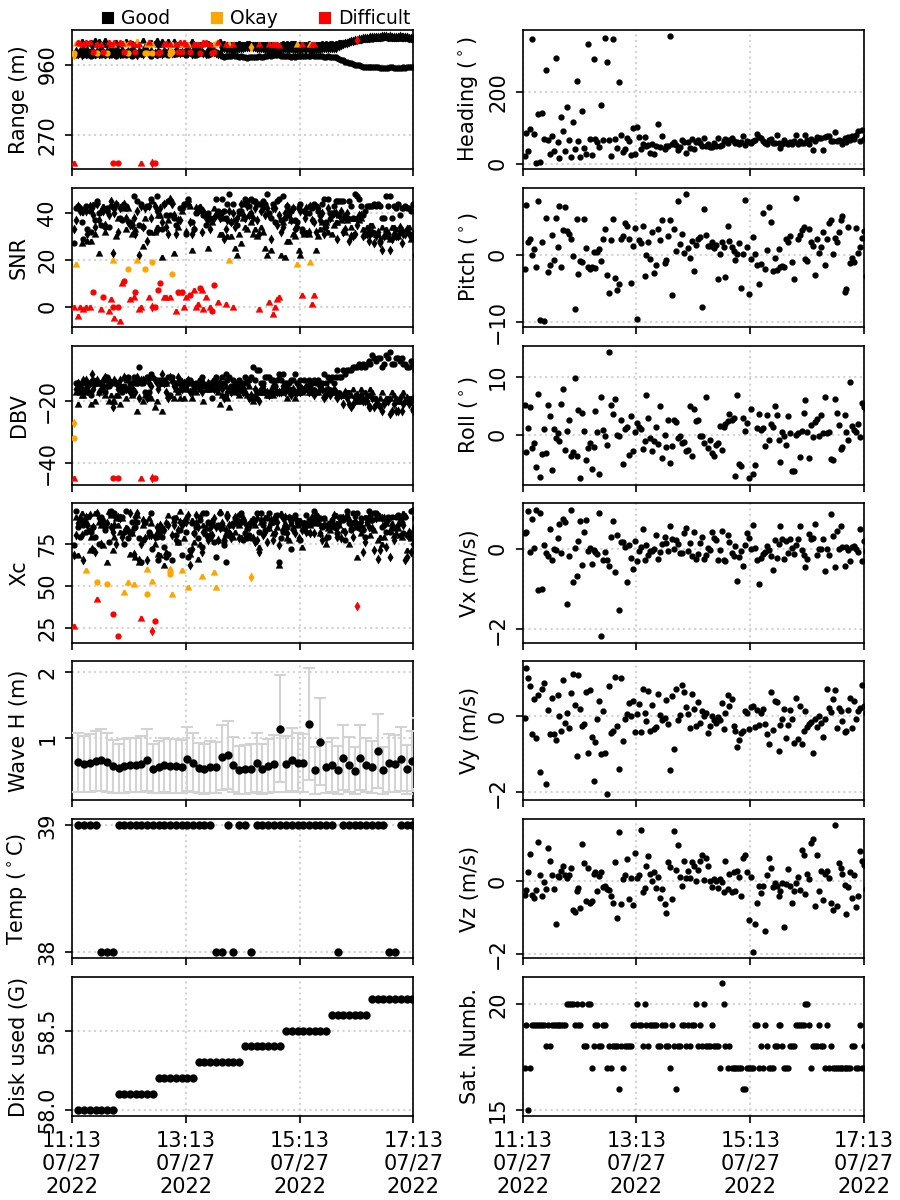 Good Okay Difficult
Range (m)
960
270
Heading (°)
200
0
SNR
40
20
0
Pitch (°)
0
−10
DBV
−20
−40
Roll (°)
10
0
Xc
75
50
25
Vx (m/s)
0
−2
Wave H (m)
2
1
Vy (m/s)
0
−2
Temp (°C)
39
38
Vz (m/s)
0
−2
Disk used (G)
58.5
58.0
Sat. Numb.
20
15
11:13 13:13 15:13 17:13 11:13 13:13 15:13 17:13
07/27 07/27 07/27 07/27 07/27 07/27 07/27 07/27
2022 2022 2022 2022 2022 2022 2022 2022